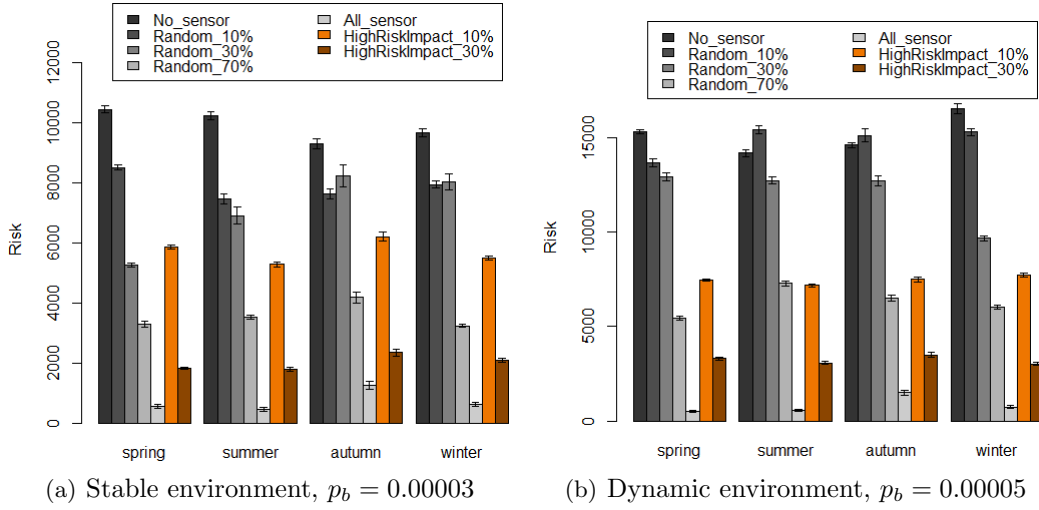 No_sensor
Random_10%
Random_30%
Random_70%
All_sensor
HighRiskImpact_10%
HighRiskImpact_30%
Risk
0
2000
4000
6000
8000
10000
12000
spring
summer
autumn
winter
(a) Stable environment, p_b = 0.00003
No_sensor
Random_10%
Random_30%
Random_70%
All_sensor
HighRiskImpact_10%
HighRiskImpact_30%
Risk
0
5000
10000
15000
spring
summer
autumn
winter
(b) Dynamic environment, p_b = 0.00005